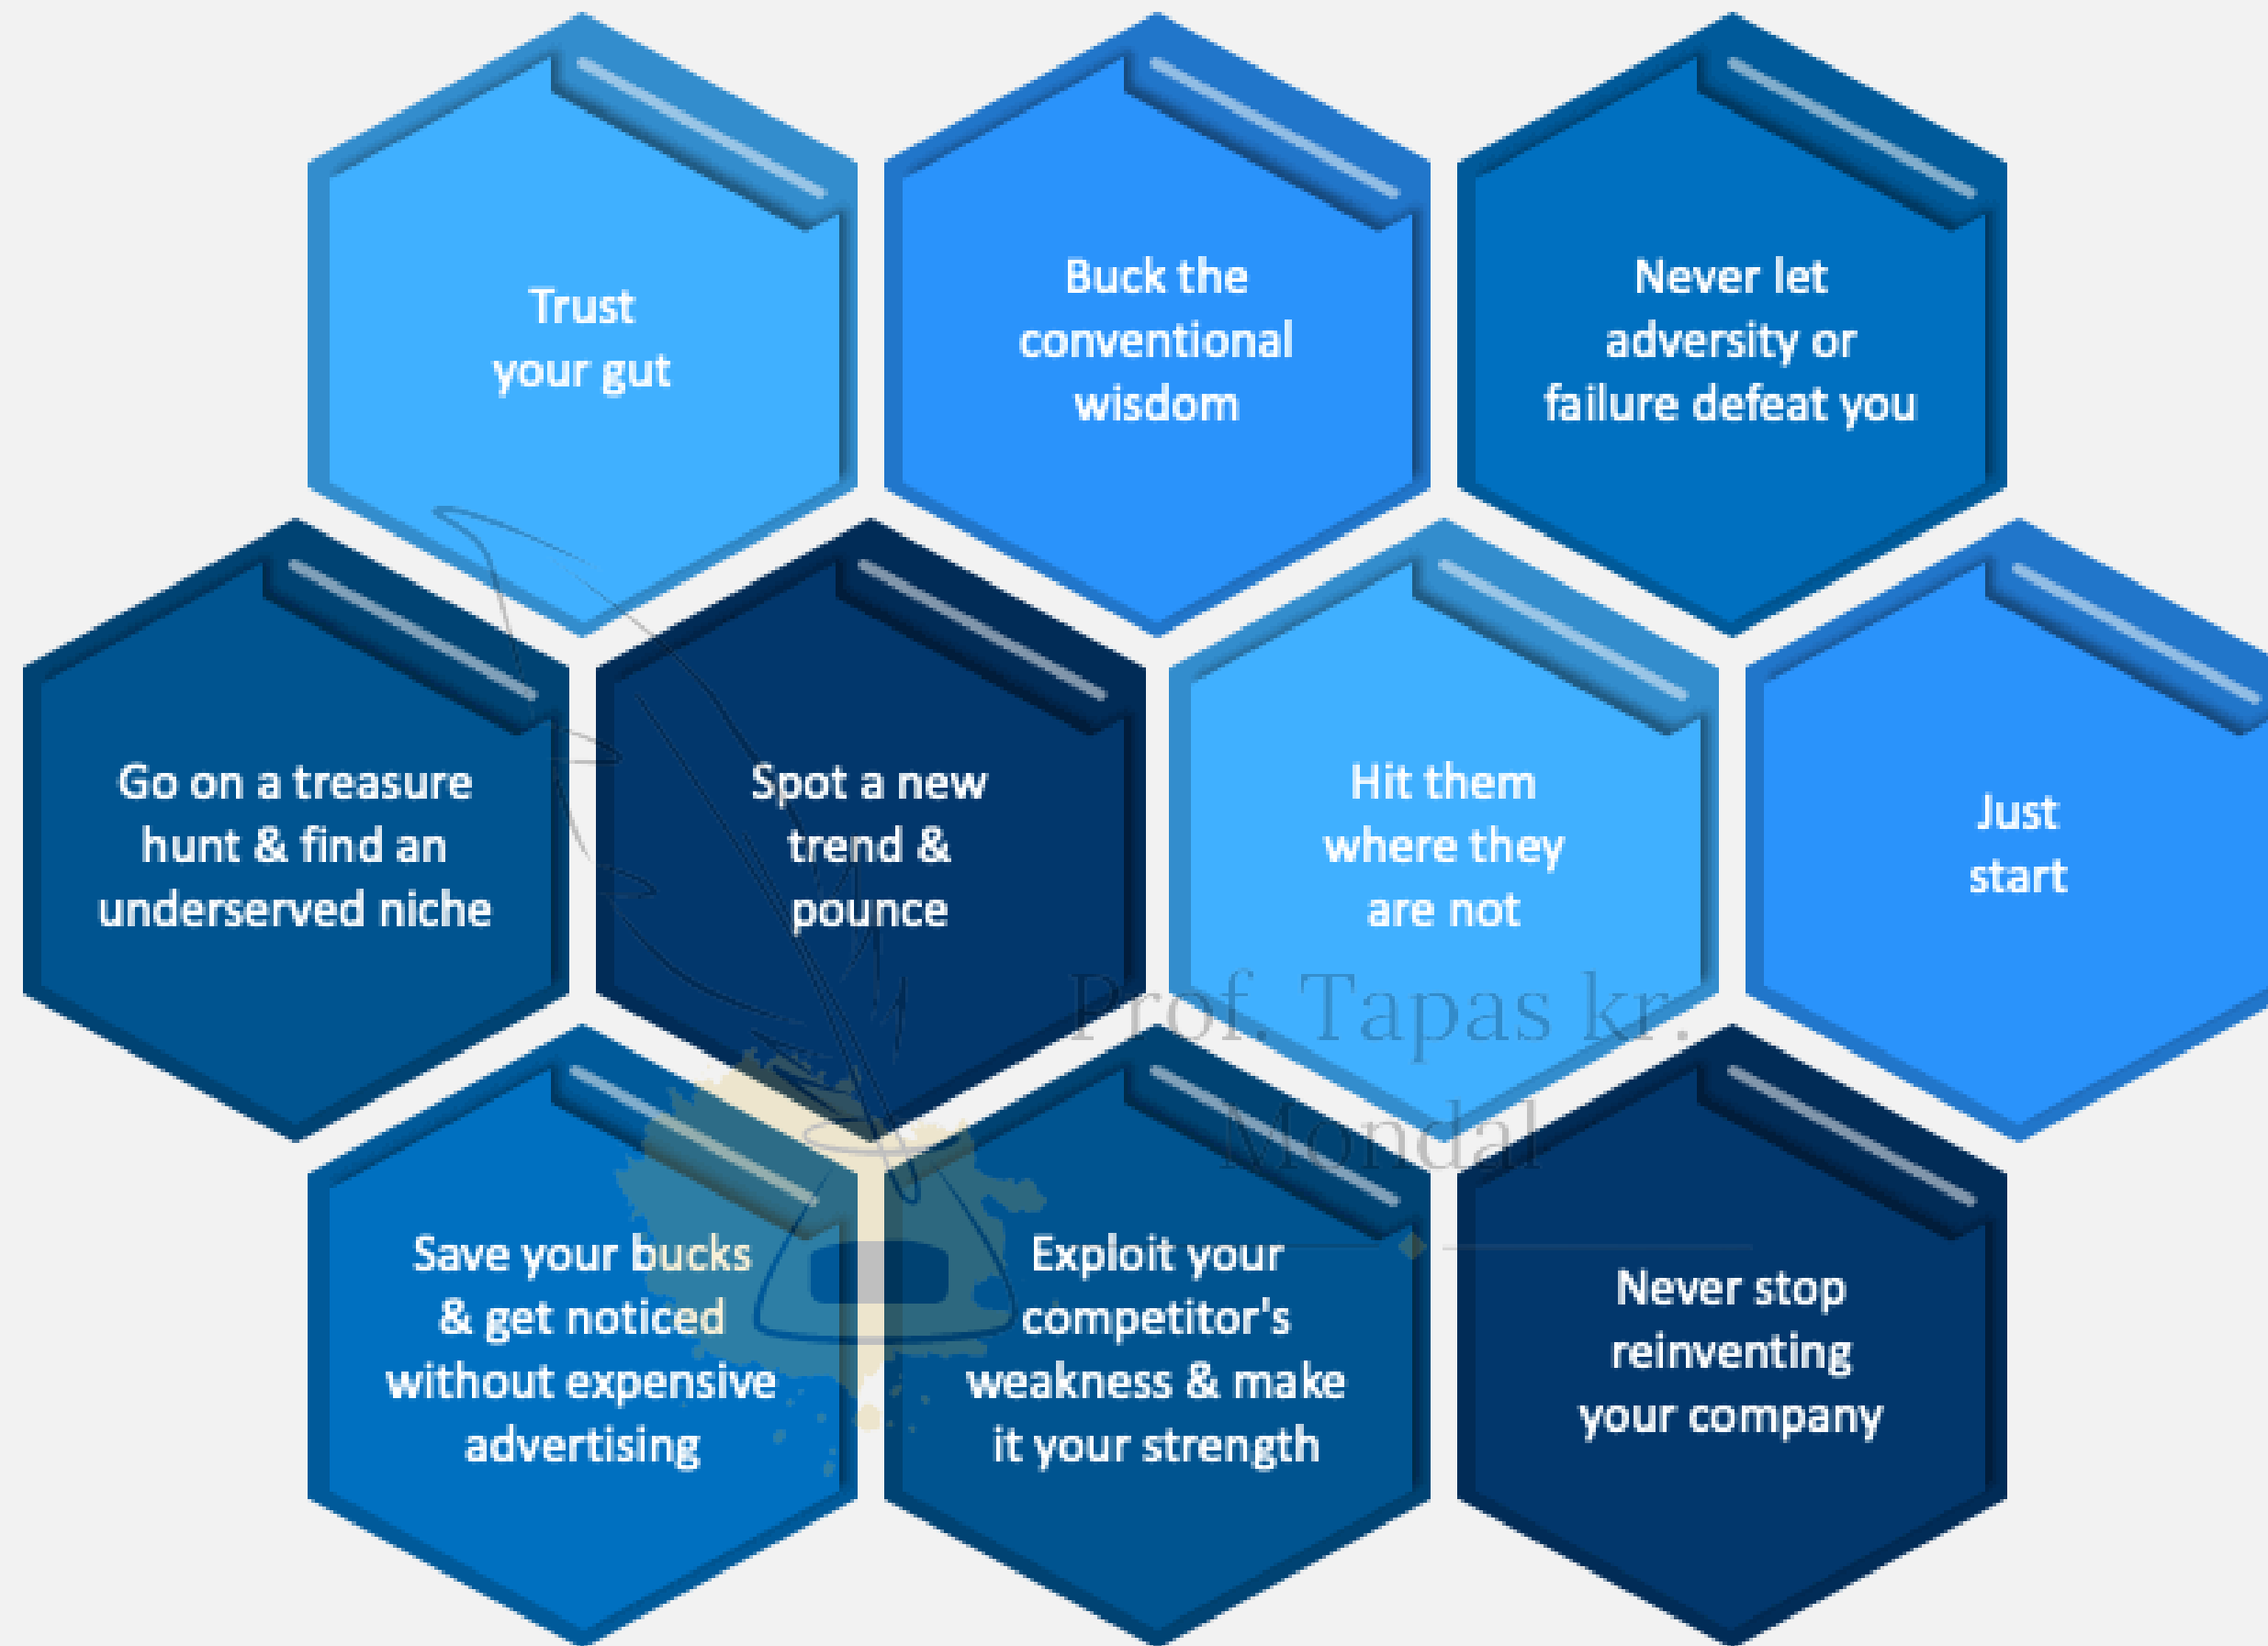 Trust
your gut
Buck the
conventional
wisdom
Never let
adversity or
failure defeat you
Go on a treasure
hunt & find an
underserved niche
Spot a new
trend &
pounce
Hit them
where they
are not
Just
start
Prof. Tapas kr.
Mondal
Save your bucks
& get noticed
without expensive
advertising
Exploit your
competitor's
weakness & make
it your strength
Never stop
reinventing
your company